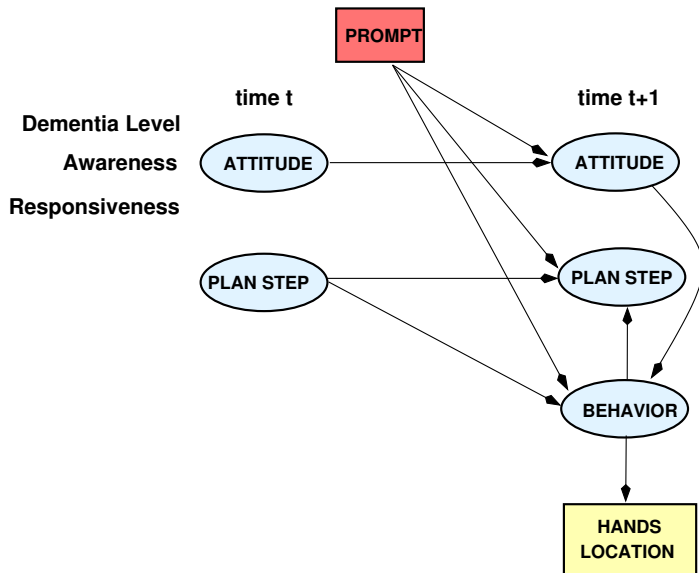 PROMPT
time t
time t+1
Dementia Level
Awareness
ATTITUDE
ATTITUDE
Responsiveness
PLAN STEP
PLAN STEP
BEHAVIOR
HANDS
LOCATION